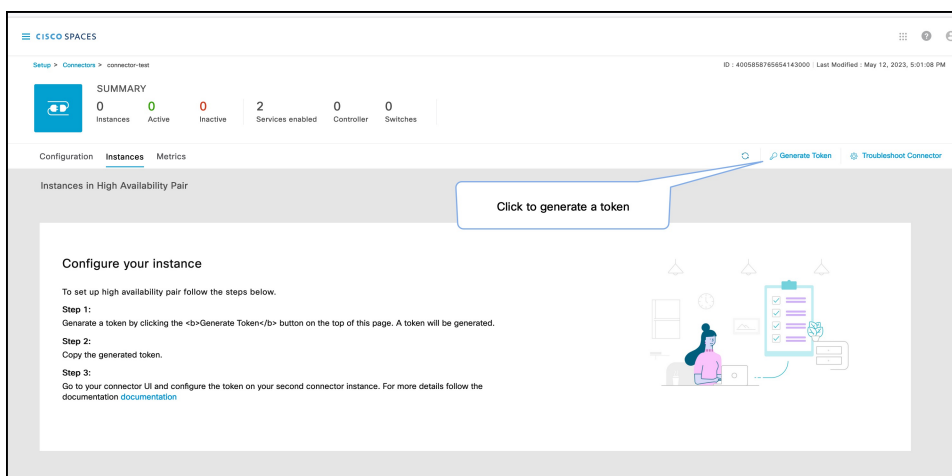 CISCO SPACES
Setup > Connectors > connector-test
ID : 4005858765654143000 | Last Modified : May 12, 2023, 5:01:08 PM
SUMMARY
0 0 0 2 0 0
Instances Active Inactive Services enabled Controller Switches
Configuration Instances Metrics
Generate Token Troubleshoot Connector
Instances in High Availability Pair
Click to generate a token
Configure your instance
To set up high availability pair follow the steps below.
Step 1:
Genarate a token by clicking the <b>Generate Token</b> button on the top of this page. A token will be generated.
Step 2:
Copy the generated token.
Step 3:
Go to your connector UI and configure the token on your second connector instance. For more details follow the
documentation documentation